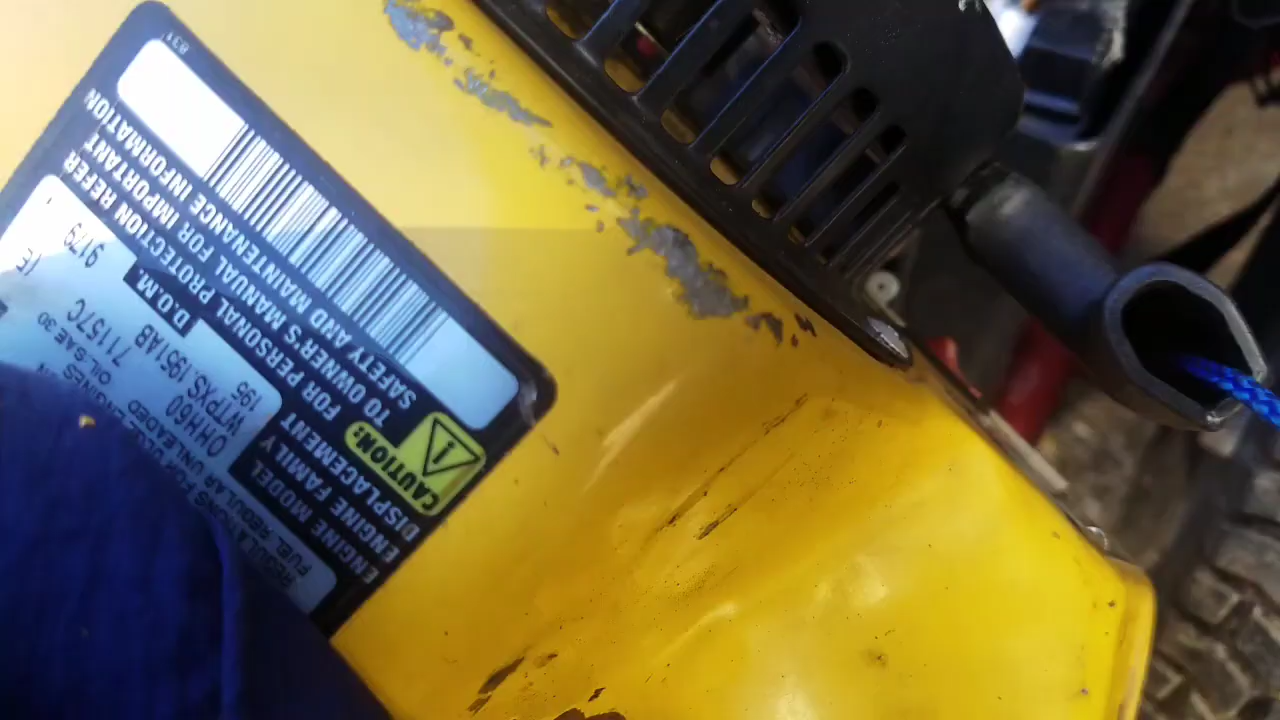 831
CAUTION:
FOR PERSONAL PROTECTION REFER
TO OWNER'S MANUAL FOR IMPORTANT
SAFETY AND MAINTENANCE INFORMATION
D.O.M.
9179
ENGINE MODEL OHH60 71157C
ENGINE FAMILY WTPXS.1951AB
DISPLACEMENT 195
FUEL REGULAR UNLEADED OIL SAE 30